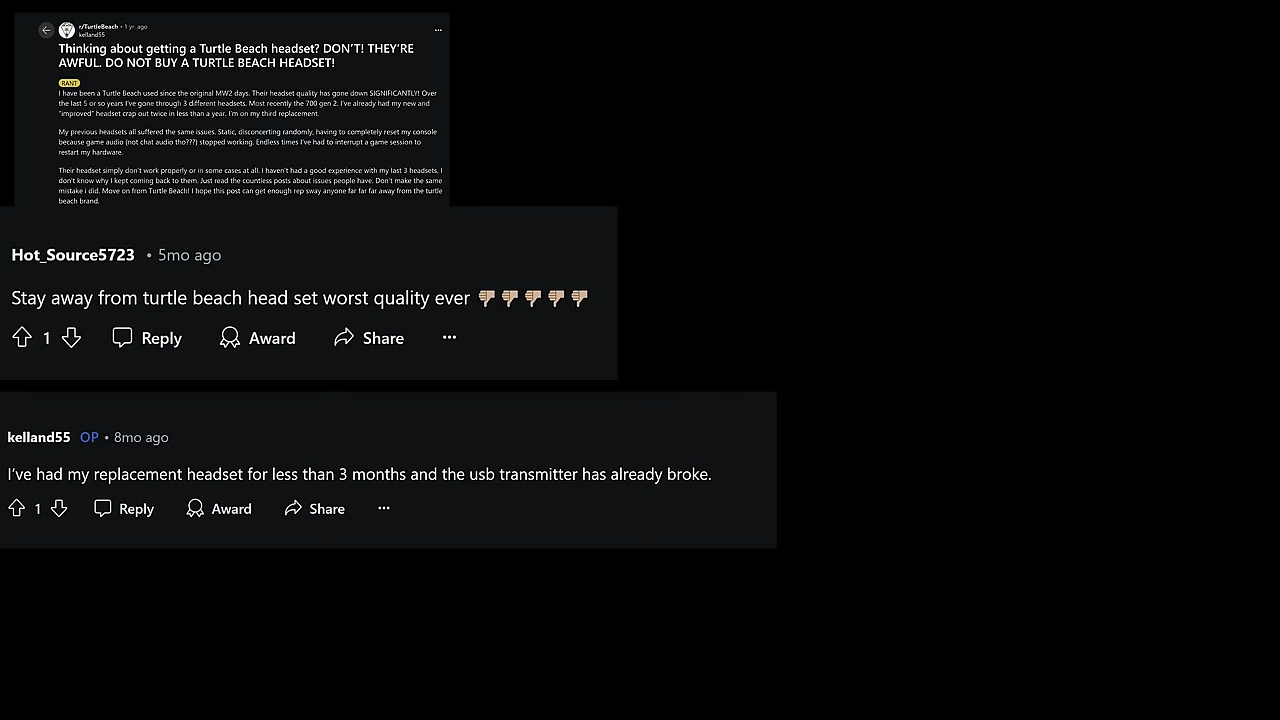 r/TurtleBeach • 1 yr. ago
kelland55
Thinking about getting a Turtle Beach headset? DON'T! THEY'RE
AWFUL. DO NOT BUY A TURTLE BEACH HEADSET!
RANT
I have been a Turtle Beach used since the original MW2 days. Their headset quality has gone down SIGNIFICANTLY! Over
the last 5 or so years I've gone through 3 different headsets. Most recently the 700 gen 2. I've already had my new and
"improved" headset crap out twice in less than a year. I'm on my third replacement.
My previous headsets all suffered the same issues. Static, disconcerting randomly, having to completely reset my console
because game audio (not chat audio tho???) stopped working. Endless times I've had to interrupt a game session to
restart my hardware.
Their headset simply don't work properly or in some cases at all. I haven't had a good experience with my last 3 headsets. I
don't know why I kept coming back to them. Just read the countless posts about issues people have. Don't make the same
mistake i did. Move on from Turtle Beach! I hope this post can get enough rep sway anyone far far far away from the turtle
beach brand.
Hot_Source5723 • 5mo ago
Stay away from turtle beach head set worst quality ever 👎🏼👎🏼👎🏼👎🏼👎🏼
1 Reply Award Share
kelland55 OP • 8mo ago
I've had my replacement headset for less than 3 months and the usb transmitter has already broke.
1 Reply Award Share